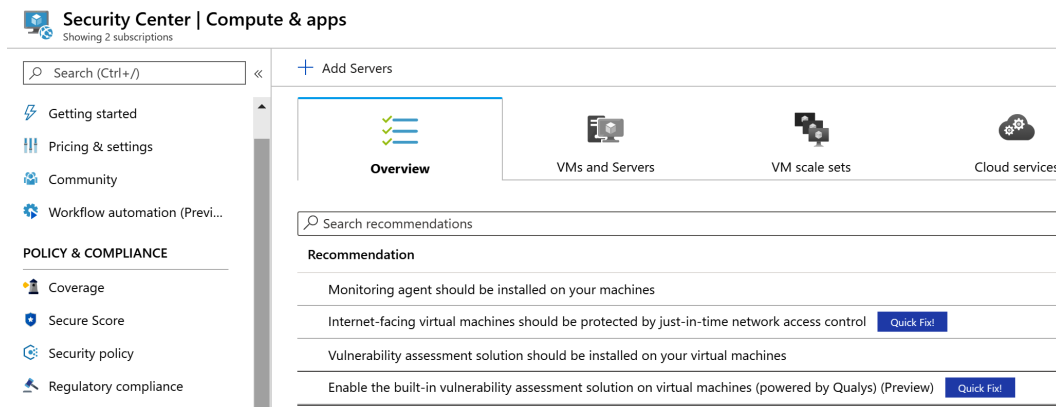 Security Center | Compute & apps
Showing 2 subscriptions
Search (Ctrl+/)
«
Getting started
Pricing & settings
Community
Workflow automation (Previ...
POLICY & COMPLIANCE
Coverage
Secure Score
Security policy
Regulatory compliance
+ Add Servers
Overview
VMs and Servers
VM scale sets
Cloud services
Search recommendations
Recommendation
Monitoring agent should be installed on your machines
Internet-facing virtual machines should be protected by just-in-time network access control Quick Fix!
Vulnerability assessment solution should be installed on your virtual machines
Enable the built-in vulnerability assessment solution on virtual machines (powered by Qualys) (Preview) Quick Fix!